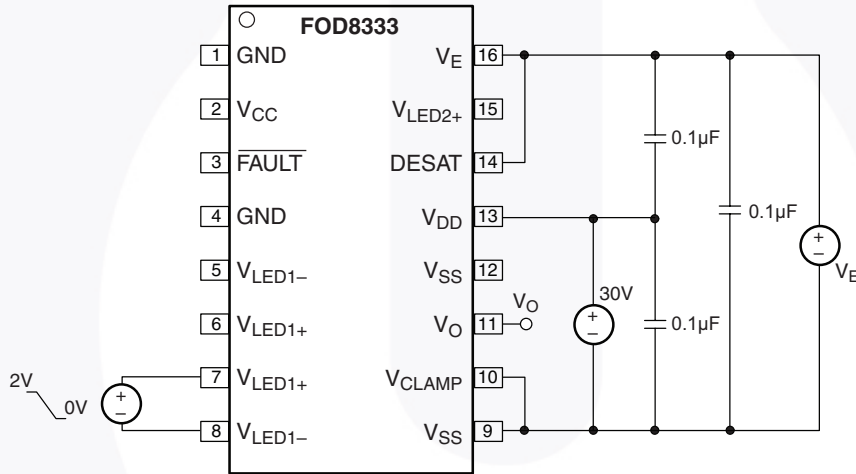 FOD8333
1 GND
2 VCC
3 FAULT
4 GND
5 VLED1–
6 VLED1+
7 VLED1+
8 VLED1–
VE 16
VLED2+ 15
DESAT 14
VDD 13
VSS 12
VO 11
VCLAMP 10
VSS 9
2V
0V
+
–
VO
30V
+
–
0.1µF
0.1µF
0.1µF
+
–
VE